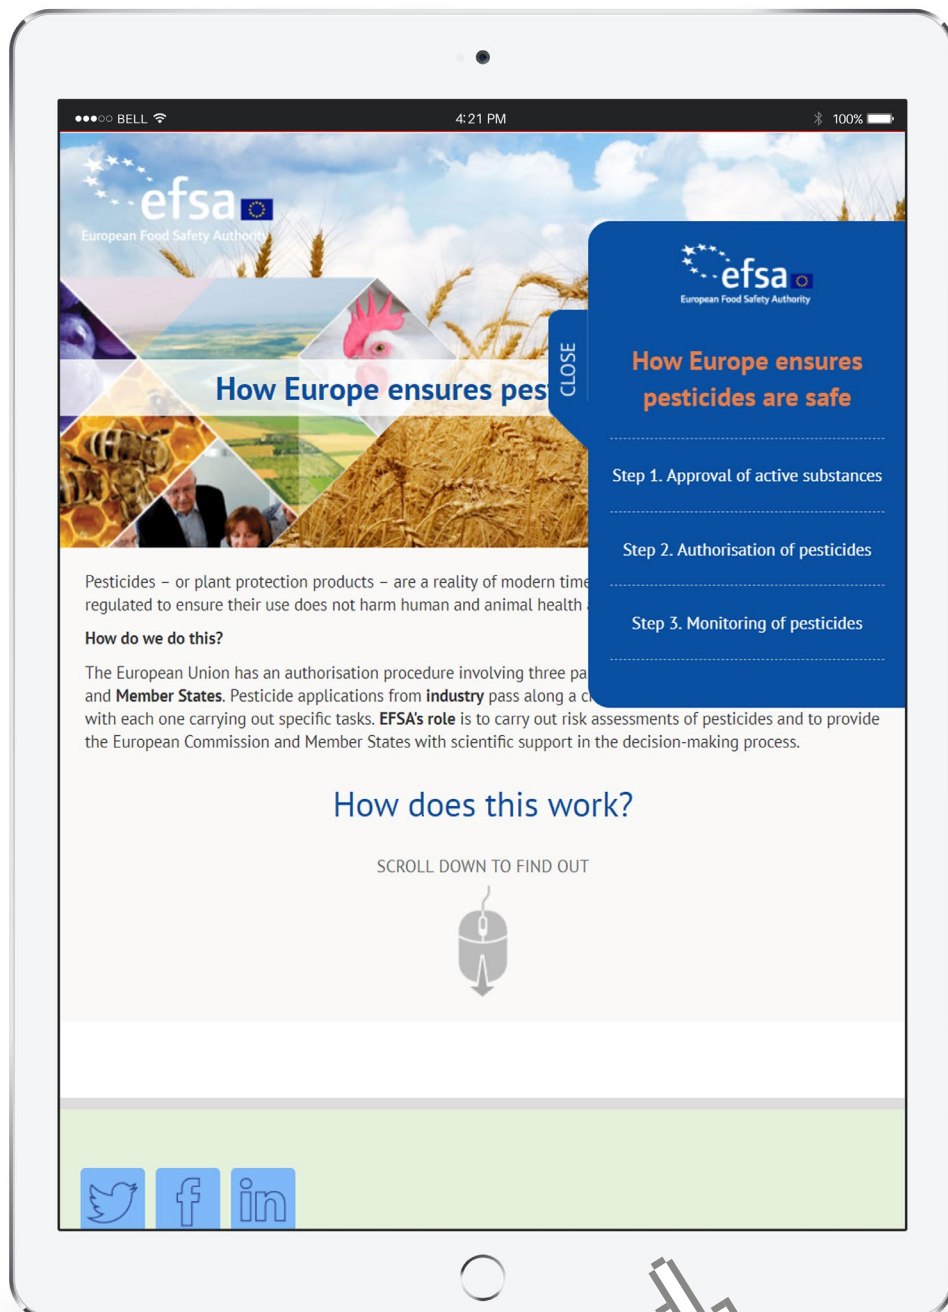 BELL
4:21 PM
100%
efsa
European Food Safety Authority
How Europe ensures pes
CLOSE
efsa
European Food Safety Authority
How Europe ensures
pesticides are safe
Step 1. Approval of active substances
Step 2. Authorisation of pesticides
Step 3. Monitoring of pesticides
Pesticides – or plant protection products – are a reality of modern time
regulated to ensure their use does not harm human and animal health
How do we do this?
The European Union has an authorisation procedure involving three pa
and Member States. Pesticide applications from industry pass along a c
with each one carrying out specific tasks. EFSA's role is to carry out risk assessments of pesticides and to provide
the European Commission and Member States with scientific support in the decision-making process.
How does this work?
SCROLL DOWN TO FIND OUT
f
in